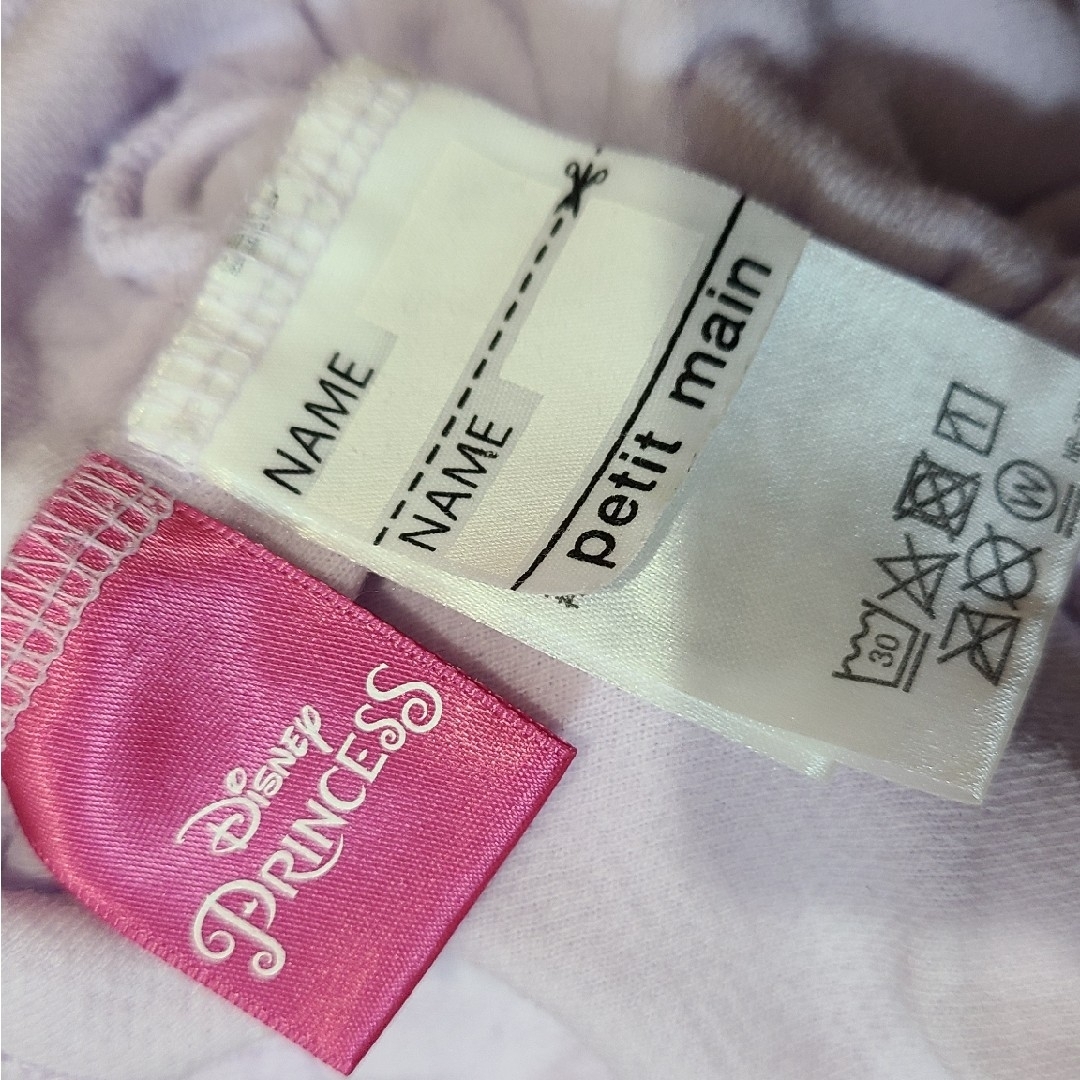 NAME
NAME
petit main
30
W
Disney
PRINCESS